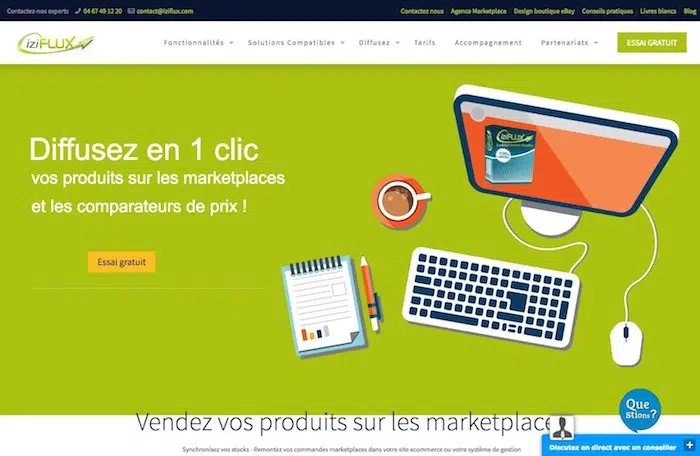 Contactez-nos experts 04 67 49 12 20 contact@iziflux.com Contactez nous Agence Marketplace Design boutique eBay Conseils pratiques Livres blancs Blog
iziFLUX Fonctionnalités Solutions Compatibles Diffusez Tarifs Accompagnement Partenariats ESSAI GRATUIT
Diffusez en 1 clic
vos produits sur les marketplaces
et les comparateurs de prix !
Essai gratuit
iziFLUX
Que
stions?
Vendez vos produits sur les marketplace
Discutez en direct avec un conseiller
Synchronisez vos stocks - Remontez vos commandes marketplaces dans votre site ecommerce ou votre système de gestion